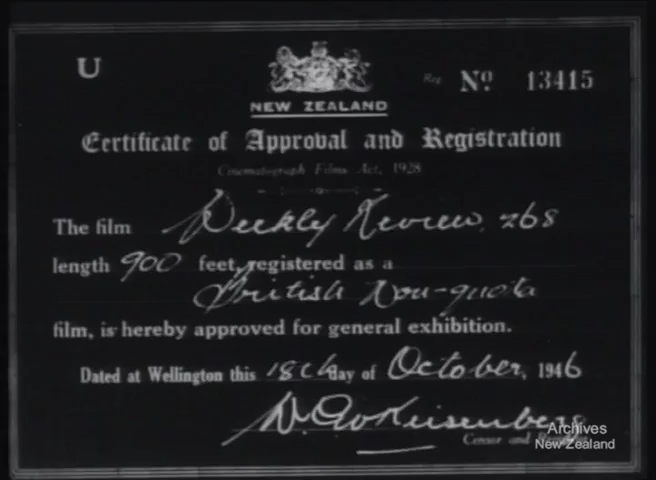 U
Reg. Nº 13415
NEW ZEALAND
Certificate of Approval and Registration
Cinematograph Films Act, 1928
The film Weekly Review, 268
length 900 feet, registered as a
British Non-quota
film, is hereby approved for general exhibition.
Dated at Wellington this 18th day of October, 1946
Censor and
Archives
New Zealand